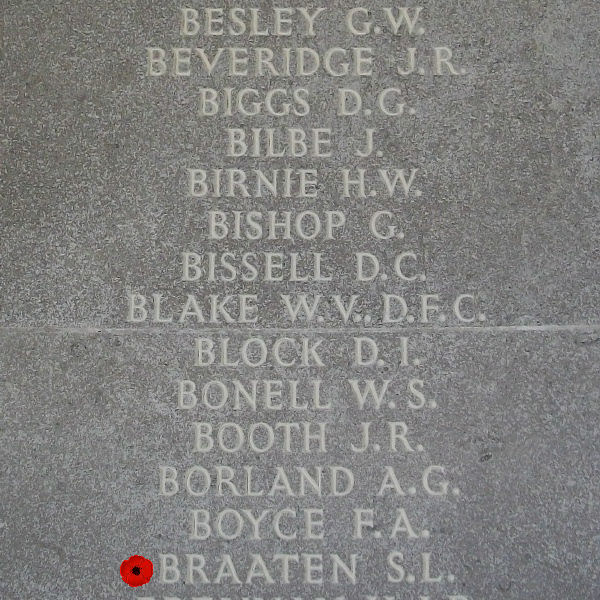 BESLEY G.W.
BEVERIDGE J.R.
BIGGS D.G.
BILBE J.
BIRNIE H.W.
BISHOP G.
BISSELL D.C.
BLAKE W.V., D.F.C.
BLOCK D.I.
BONELL W.S.
BOOTH J.R.
BORLAND A.G.
BOYCE F.A.
BRAATEN S.L.